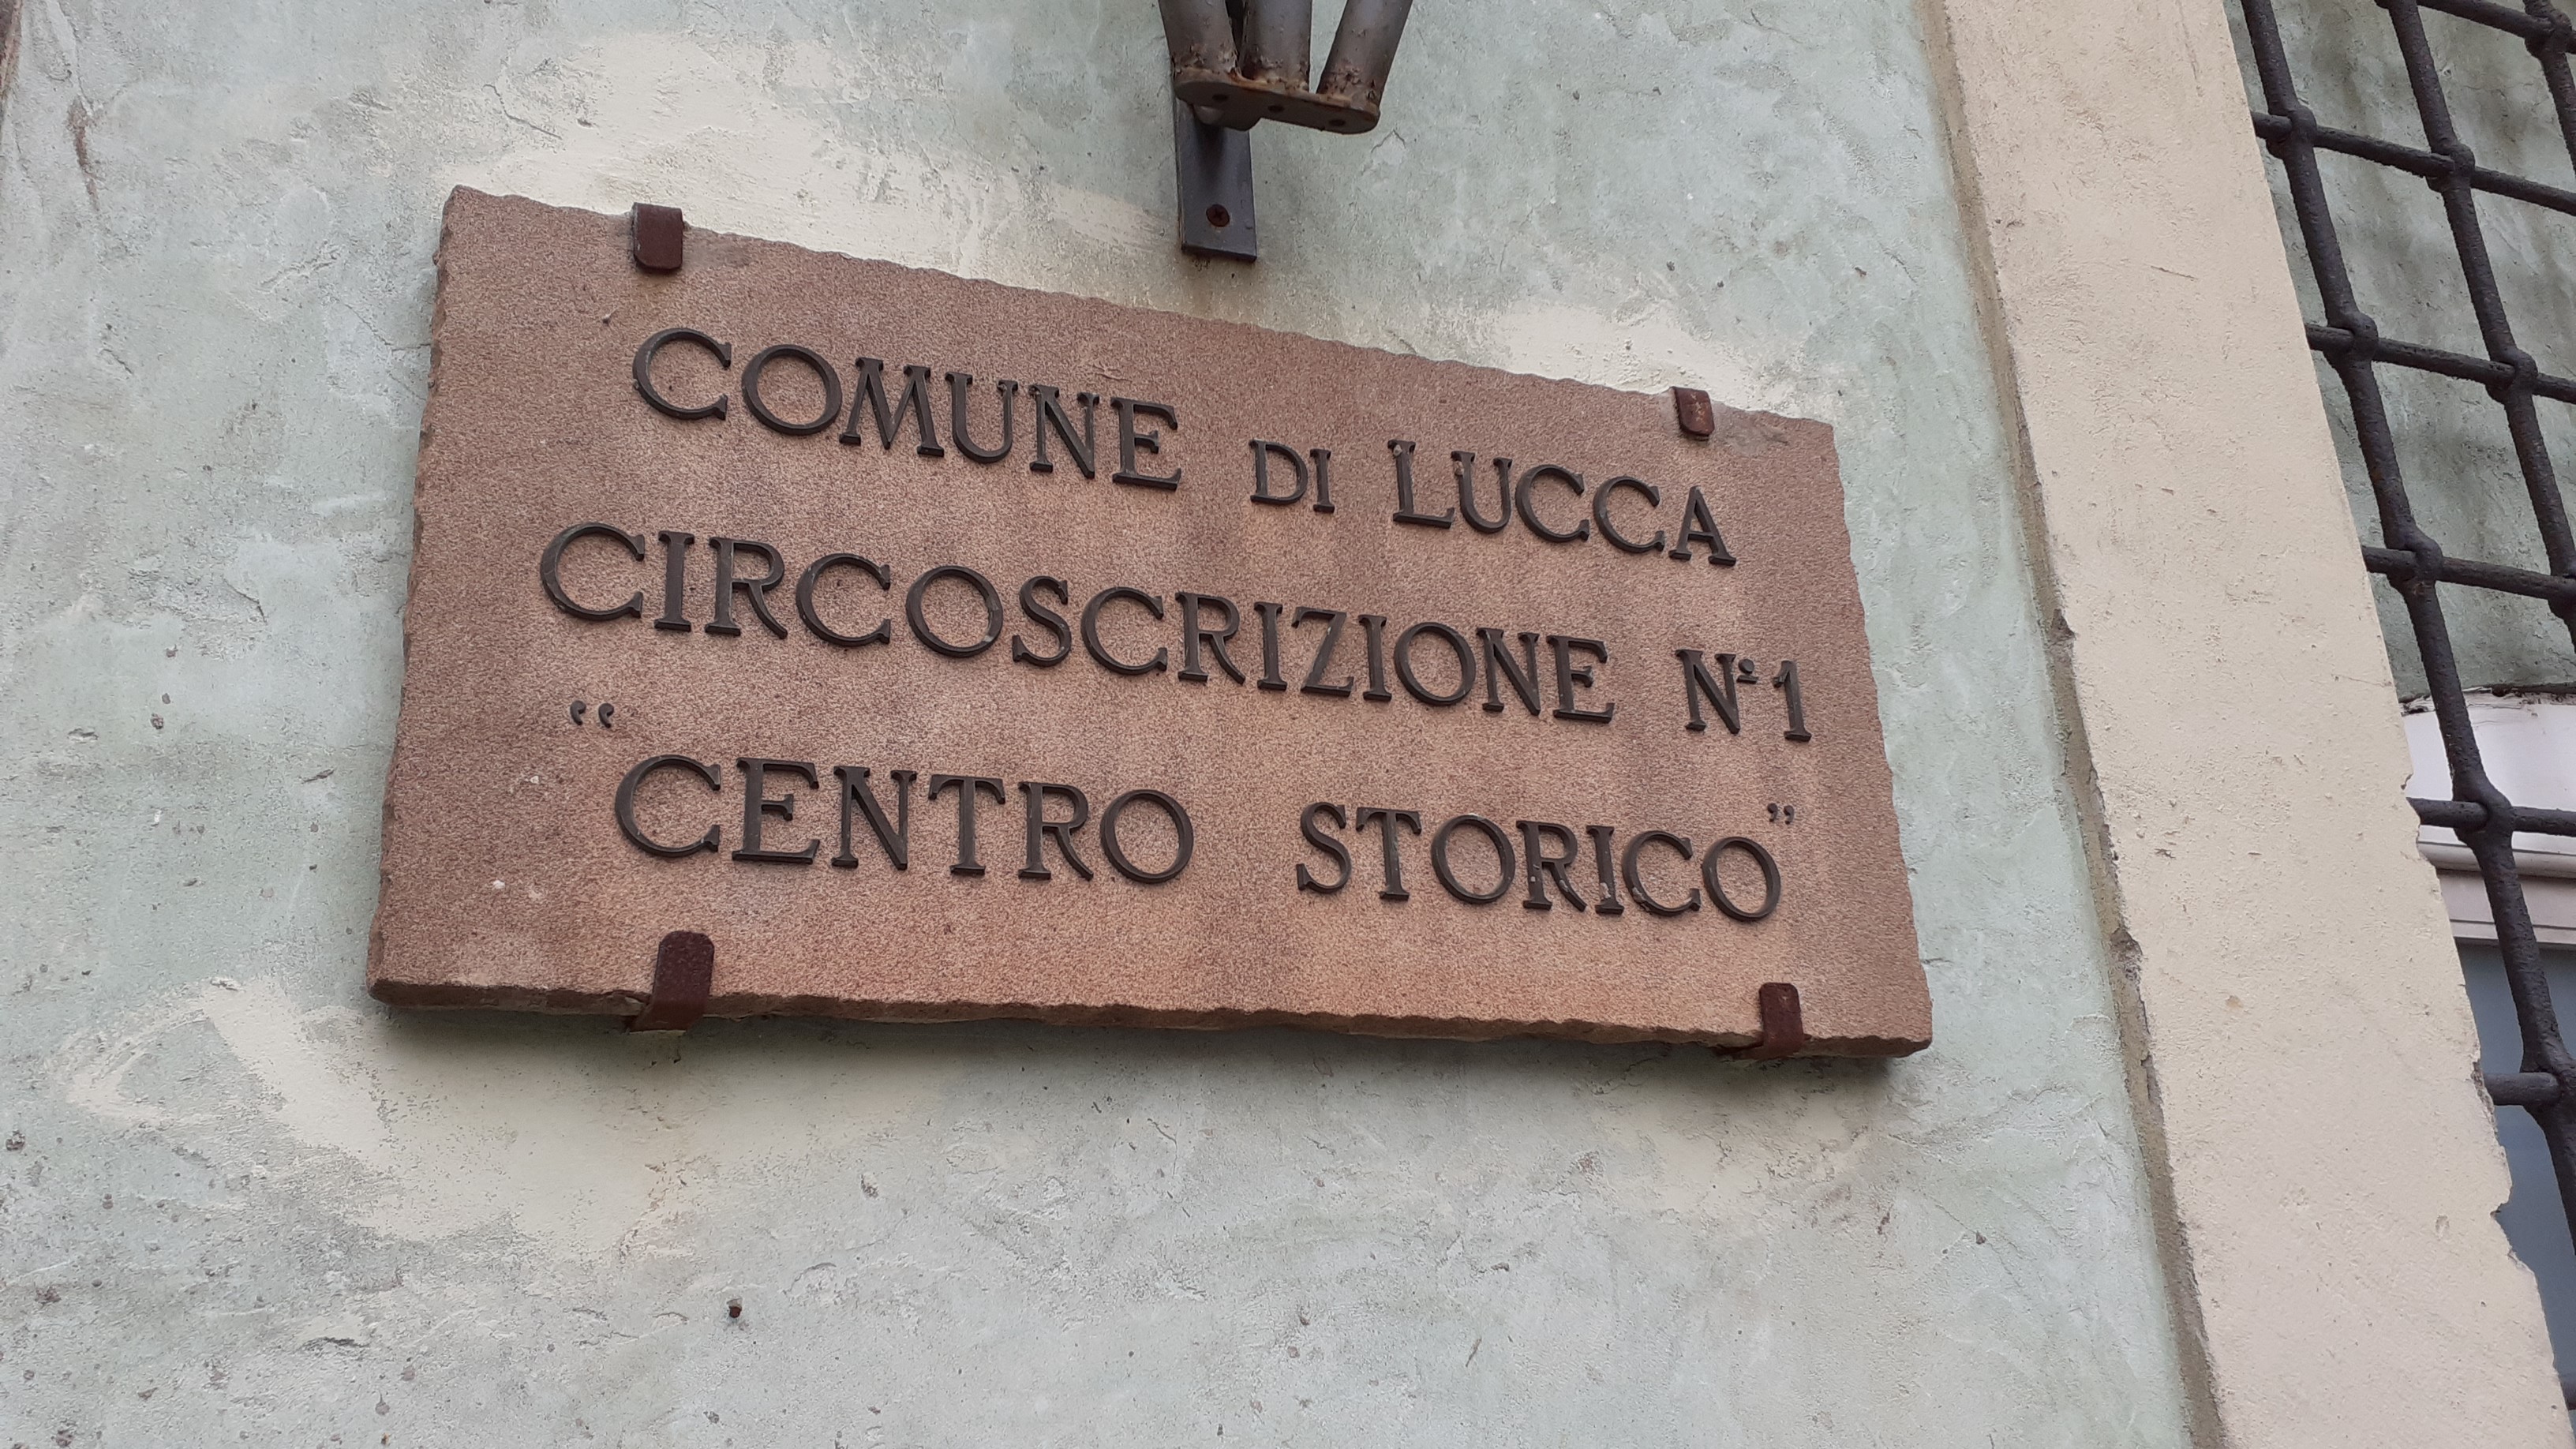 COMUNE DI LUCCA
CIRCOSCRIZIONE N.º 1
“CENTRO STORICO”